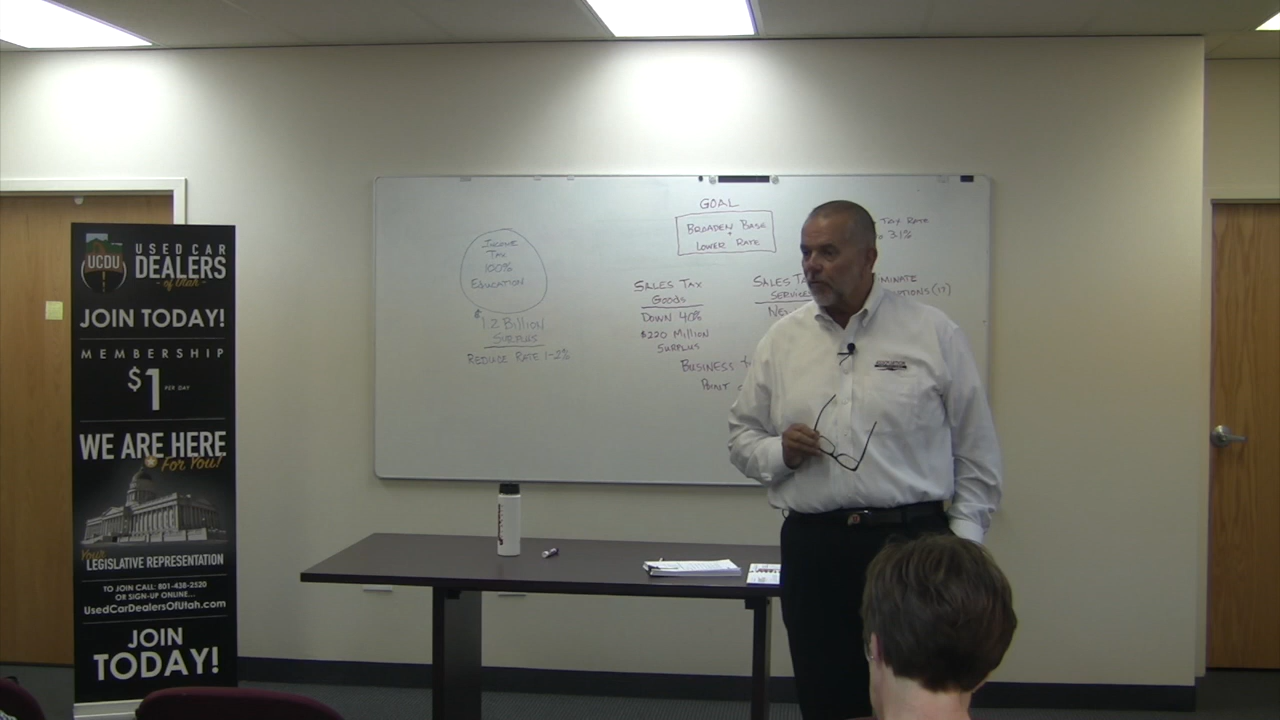 UCDU
USED CAR
DEALERS
of Utah
JOIN TODAY!
MEMBERSHIP
$1 PER DAY
WE ARE HERE
For You!
Your
LEGISLATIVE REPRESENTATION
TO JOIN CALL: 801-438-2520
OR SIGN-UP ONLINE...
UsedCarDealersOfUtah.com
JOIN
TODAY!
INCOME
TAX
100%
EDUCATION
$1.2 BILLION
SURPLUS
REDUCE RATE 1-2%
GOAL
BROADEN BASE
+
LOWER RATE
SALES TAX
GOODS
DOWN 40%
$220 MILLION
SURPLUS
SALES TA
SERVIC
NE
BUSINESS
POINT
TAX RATE
3.1%
MINATE
PTIONS (17)